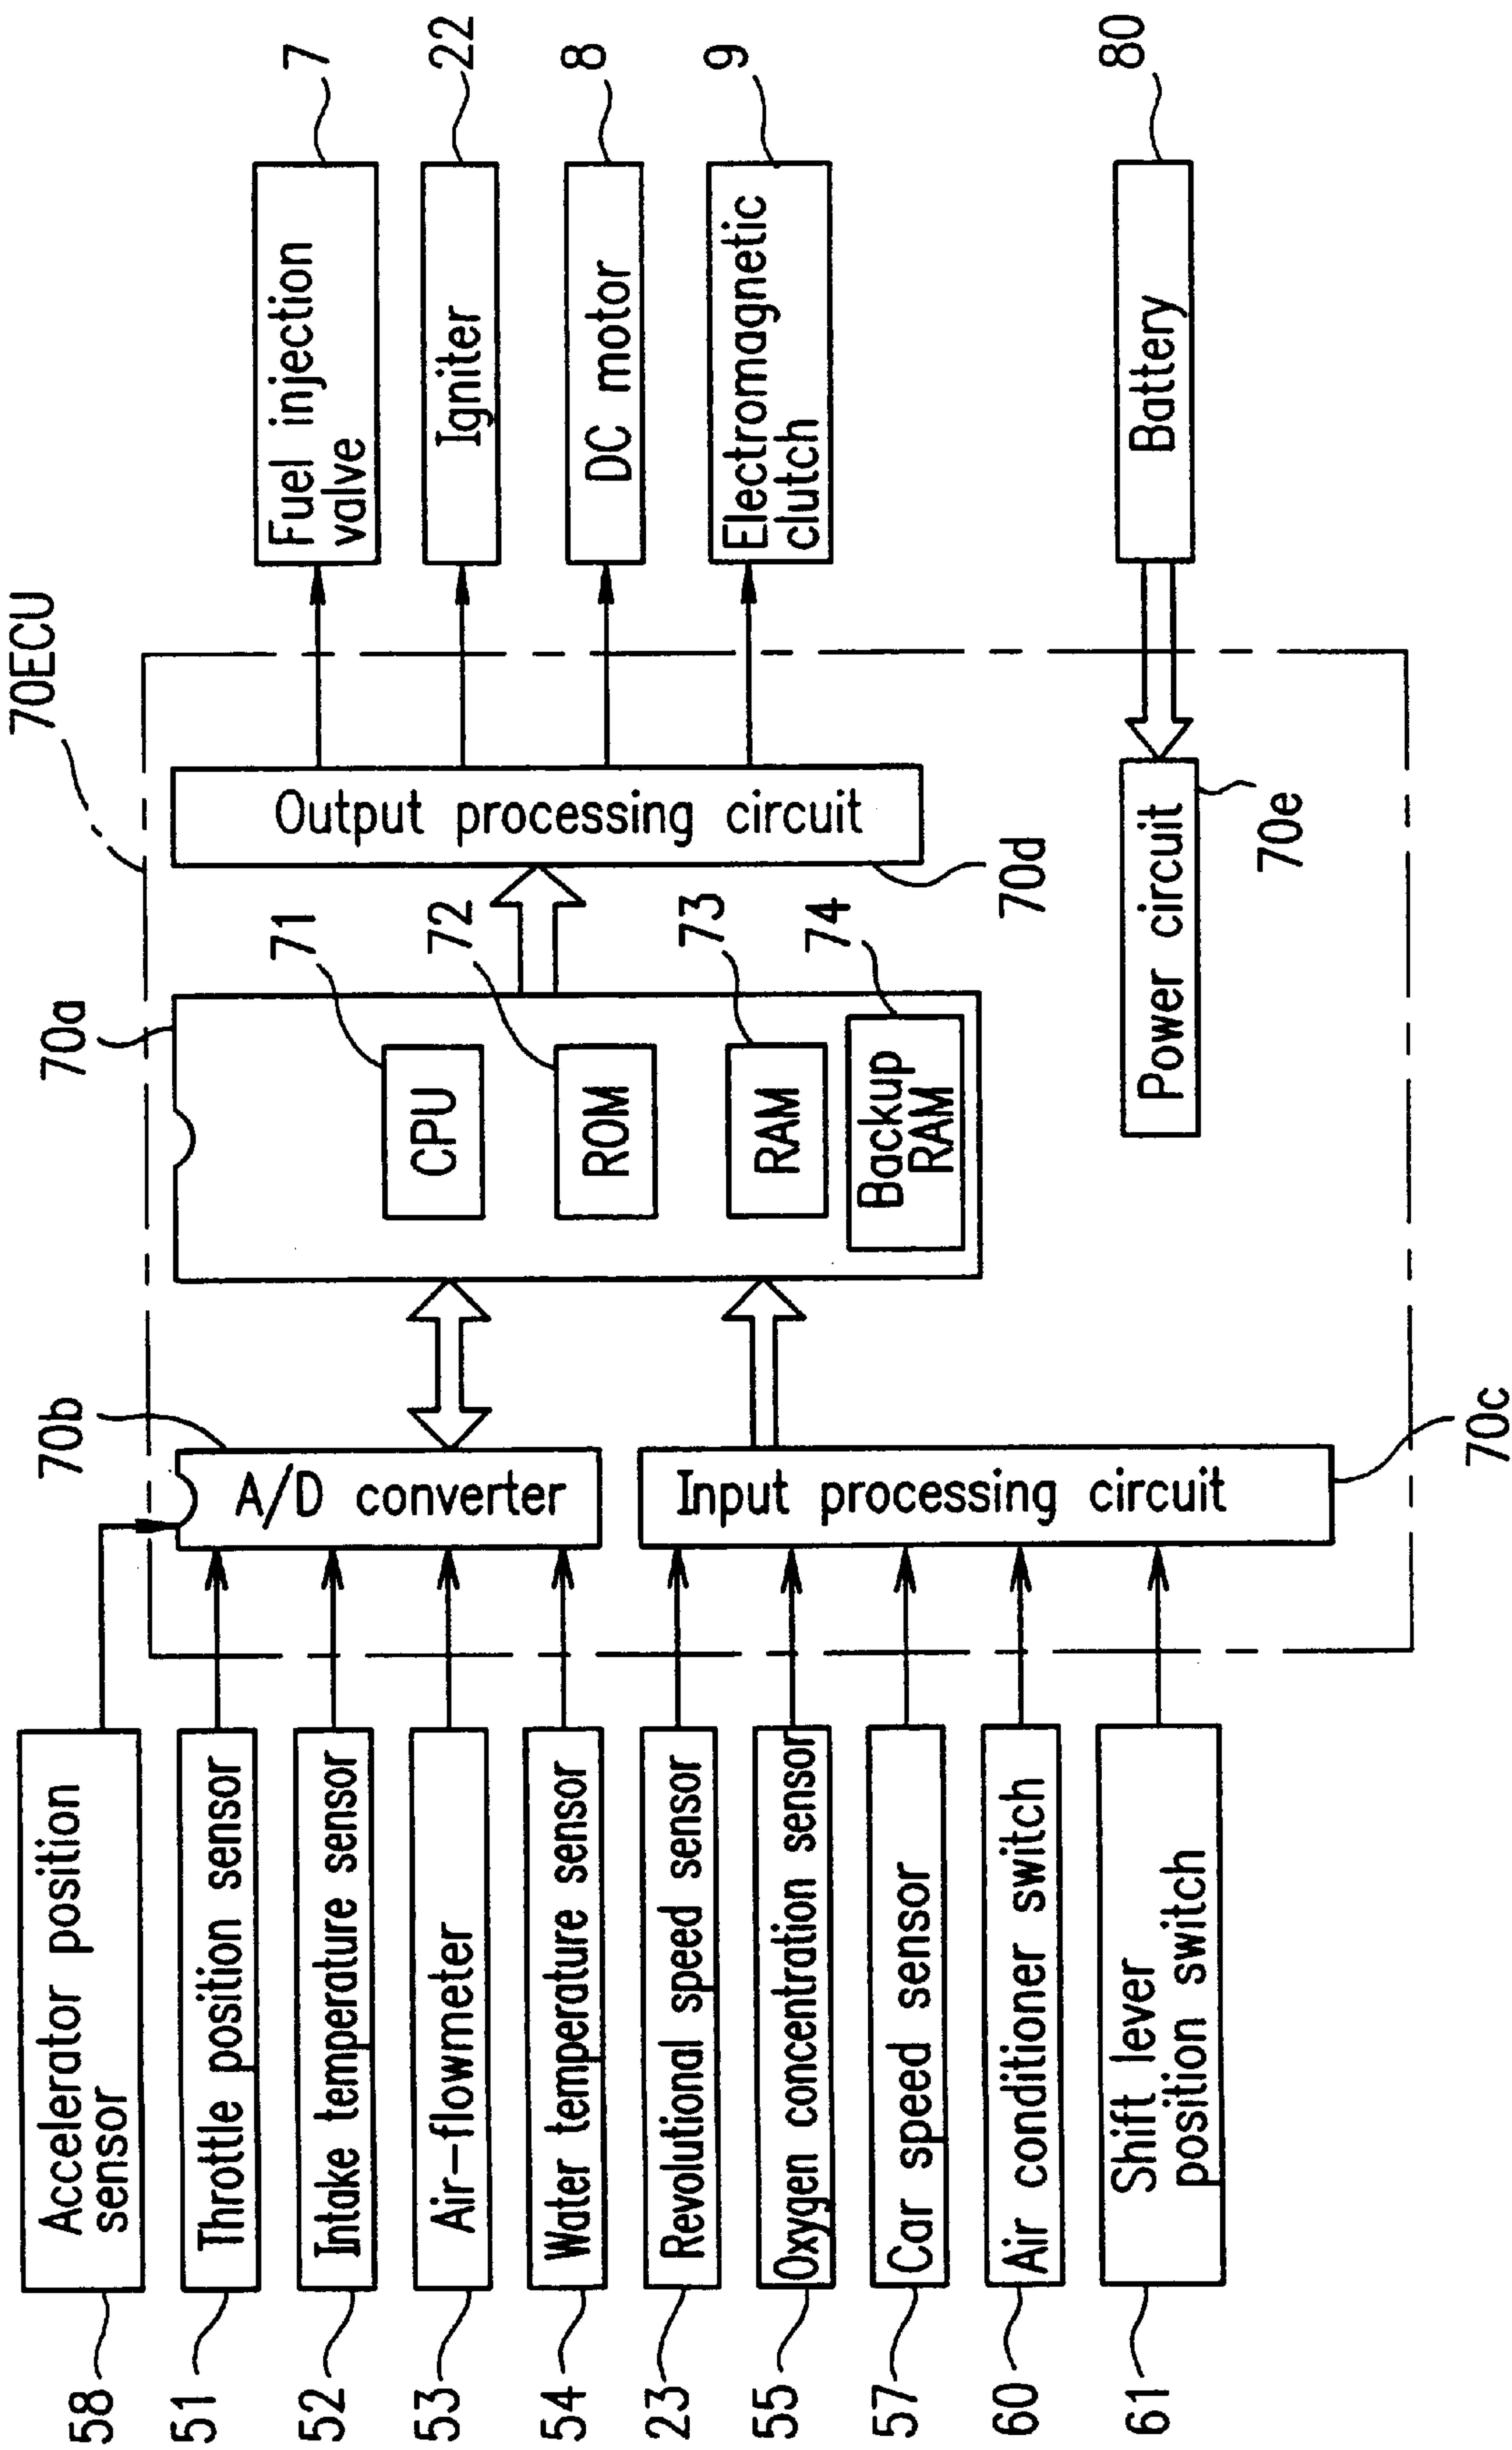 70ECU
58
Accelerator position
sensor
51
Throttle position sensor
52
Intake temperature sensor
53
Air-flowmeter
54
Water temperature sensor
23
Revolutional speed sensor
55
Oxygen concentration sensor
57
Car speed sensor
60
Air conditioner switch
61
Shift lever
position switch
70b
A/D converter
Input processing circuit
70c
70a
71
CPU
72
ROM
73
RAM
74
Backup
RAM
Output processing circuit
70d
Power circuit
70e
Fuel injection
valve
7
Igniter
22
DC motor
8
Electromagnetic
clutch
9
Battery
80